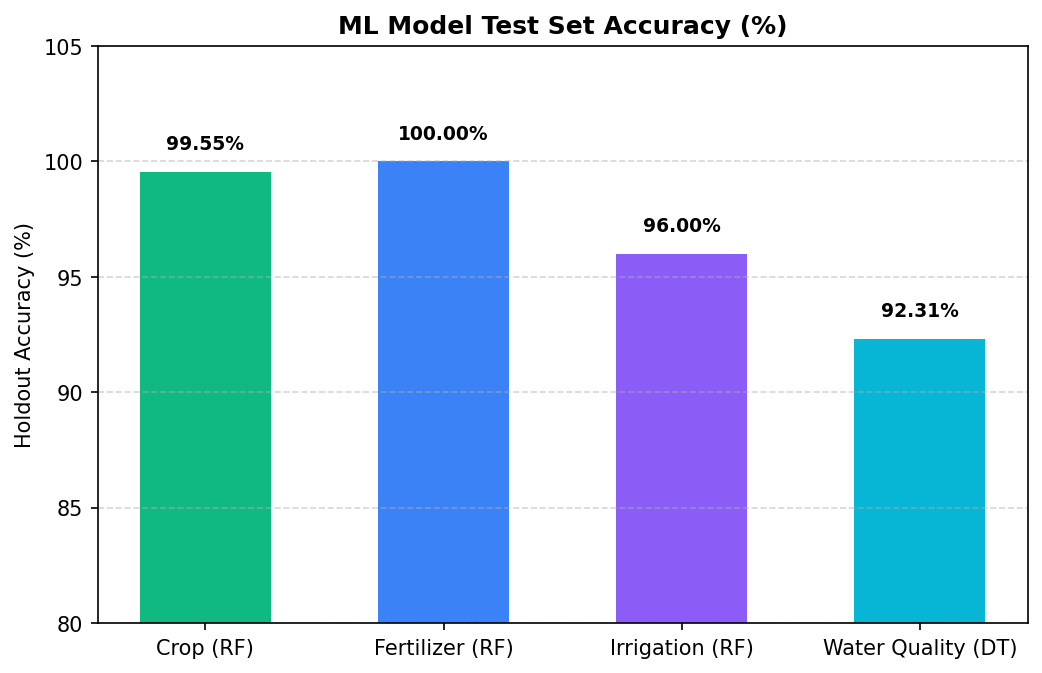 ML Model Test Set Accuracy (%)
Holdout Accuracy (%)
105
100
95
90
85
80
99.55%
100.00%
96.00%
92.31%
Crop (RF)
Fertilizer (RF)
Irrigation (RF)
Water Quality (DT)